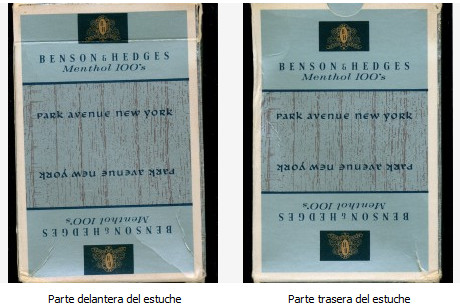 BENSON & HEDGES
Menthol 100's
PARK AVENUE NEW YORK
PARK AVENUE NEW YORK
Menthol 100's
BENSON & HEDGES
BENSON & HEDGES
Menthol 100's
PARK AVENUE NEW YORK
PARK AVENUE NEW YORK
Menthol 100's
BENSON & HEDGES
Parte delantera del estuche
Parte trasera del estuche